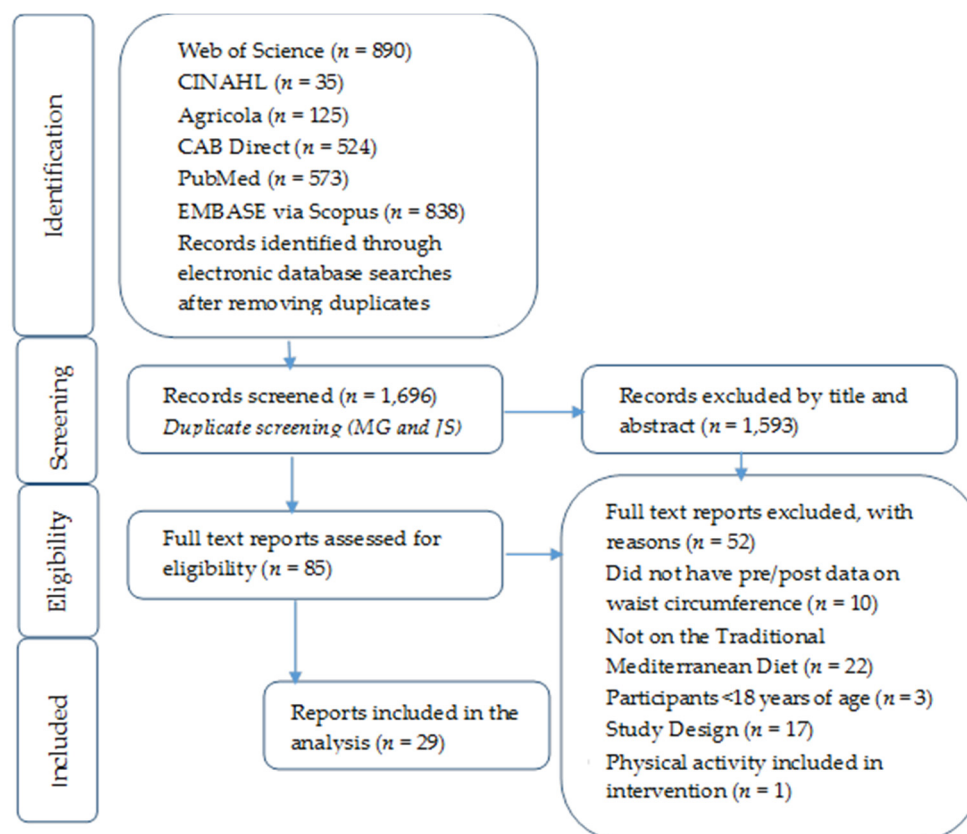 Identification
Web of Science (n = 890)
CINAHL (n = 35)
Agricola (n = 125)
CAB Direct (n = 524)
PubMed (n = 573)
EMBASE via Scopus (n = 838)
Records identified through
electronic database searches
after removing duplicates
Screening
Records screened (n = 1,696)
Duplicate screening (MG and JS)
Records excluded by title and
abstract (n = 1,593)
Eligibility
Full text reports assessed for
eligibility (n = 85)
Full text reports excluded, with
reasons (n = 52)
Did not have pre/post data on
waist circumference (n = 10)
Not on the Traditional
Mediterranean Diet (n = 22)
Participants <18 years of age (n = 3)
Study Design (n = 17)
Physical activity included in
intervention (n = 1)
Included
Reports included in the
analysis (n = 29)